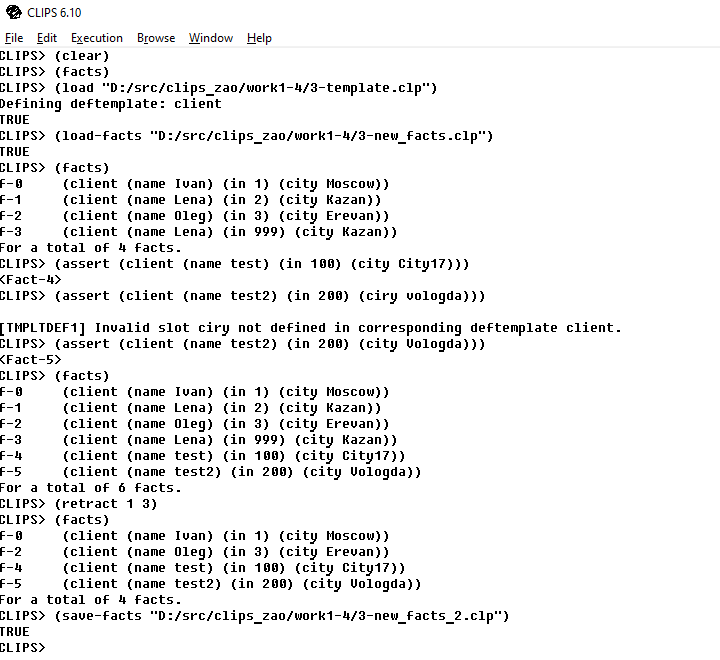 CLIPS 6.10
File Edit Execution Browse Window Help
CLIPS> (clear)
CLIPS> (facts)
CLIPS> (load "D:/src/clips_zao/work1-4/3-template.clp")
Defining deftemplate: client
TRUE
CLIPS> (load-facts "D:/src/clips_zao/work1-4/3-new_facts.clp")
TRUE
CLIPS> (facts)
f-0     (client (name Ivan) (in 1) (city Moscow))
f-1     (client (name Lena) (in 2) (city Kazan))
f-2     (client (name Oleg) (in 3) (city Erevan))
f-3     (client (name Lena) (in 999) (city Kazan))
For a total of 4 facts.
CLIPS> (assert (client (name test) (in 100) (city City17)))
<Fact-4>
CLIPS> (assert (client (name test2) (in 200) (ciry vologda)))
[TMPLTDEF1] Invalid slot ciry not defined in corresponding deftemplate client.
CLIPS> (assert (client (name test2) (in 200) (city Vologda)))
<Fact-5>
CLIPS> (facts)
f-0     (client (name Ivan) (in 1) (city Moscow))
f-1     (client (name Lena) (in 2) (city Kazan))
f-2     (client (name Oleg) (in 3) (city Erevan))
f-3     (client (name Lena) (in 999) (city Kazan))
f-4     (client (name test) (in 100) (city City17))
f-5     (client (name test2) (in 200) (city Vologda))
For a total of 6 facts.
CLIPS> (retract 1 3)
CLIPS> (facts)
f-0     (client (name Ivan) (in 1) (city Moscow))
f-2     (client (name Oleg) (in 3) (city Erevan))
f-4     (client (name test) (in 100) (city City17))
f-5     (client (name test2) (in 200) (city Vologda))
For a total of 4 facts.
CLIPS> (save-facts "D:/src/clips_zao/work1-4/3-new_facts_2.clp")
TRUE
CLIPS>